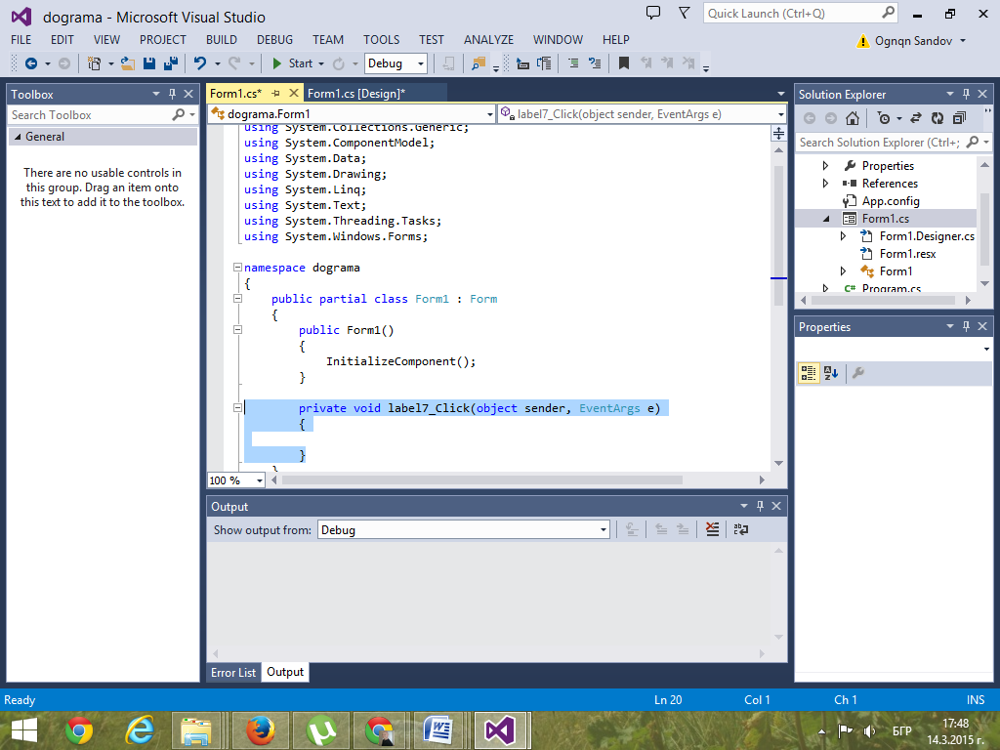 dograma - Microsoft Visual Studio
Quick Launch (Ctrl+Q)
FILE EDIT VIEW PROJECT BUILD DEBUG TEAM TOOLS TEST ANALYZE WINDOW HELP
Ognqn Sandov
Start
Debug
Toolbox
Search Toolbox
General
There are no usable controls in
this group. Drag an item onto
this text to add it to the toolbox.
Form1.cs*
Form1.cs [Design]*
dograma.Form1
label7_Click(object sender, EventArgs e)
using System.Collections.Generic;
using System.ComponentModel;
using System.Data;
using System.Drawing;
using System.Linq;
using System.Text;
using System.Threading.Tasks;
using System.Windows.Forms;
namespace dograma
{
public partial class Form1 : Form
{
public Form1()
{
InitializeComponent();
}
private void label7_Click(object sender, EventArgs e)
{
}
}
100 %
Output
Show output from: Debug
Error List
Output
Solution Explorer
Search Solution Explorer (Ctrl+;
Properties
References
App.config
Form1.cs
Form1.Designer.cs
Form1.resx
Form1
C# Program.cs
Properties
Ready
Ln 20
Col 1
Ch 1
INS
БГР
17:48
14.3.2015 г.